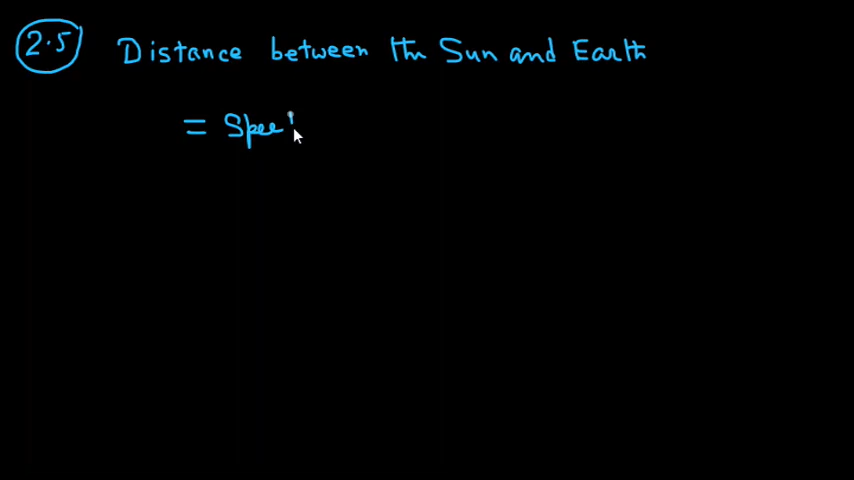 2.5 Distance between the Sun and Earth
= Spee